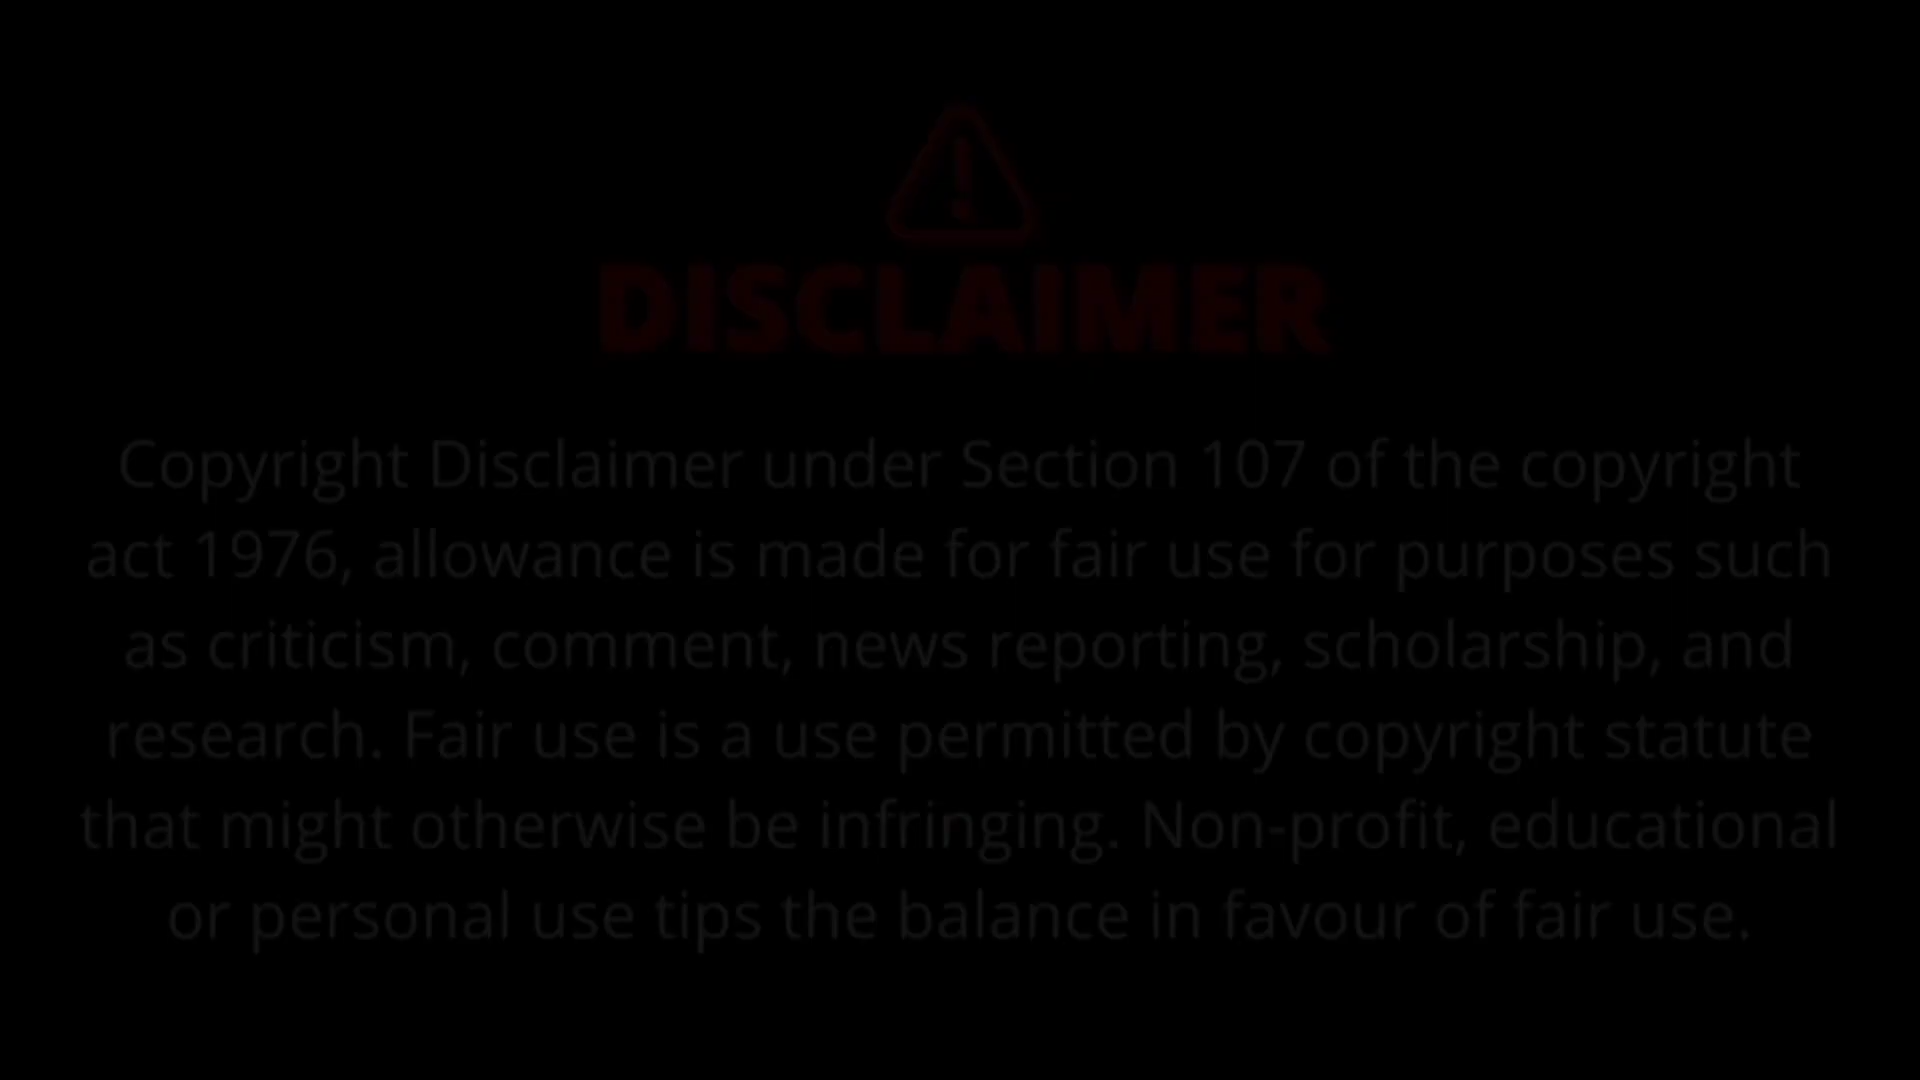 DISCLAIMER
Copyright Disclaimer under Section 107 of the copyright
act 1976, allowance is made for fair use for purposes such
as criticism, comment, news reporting, scholarship, and
research. Fair use is a use permitted by copyright statute
that might otherwise be infringing. Non-profit, educational
or personal use tips the balance in favour of fair use.